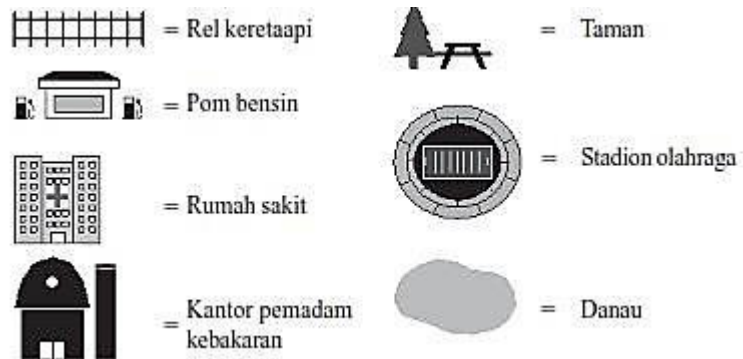 = Rel keretaapi
= Pom bensin
= Rumah sakit
= Kantor pemadam
kebakaran
= Taman
= Stadion olahraga
= Danau